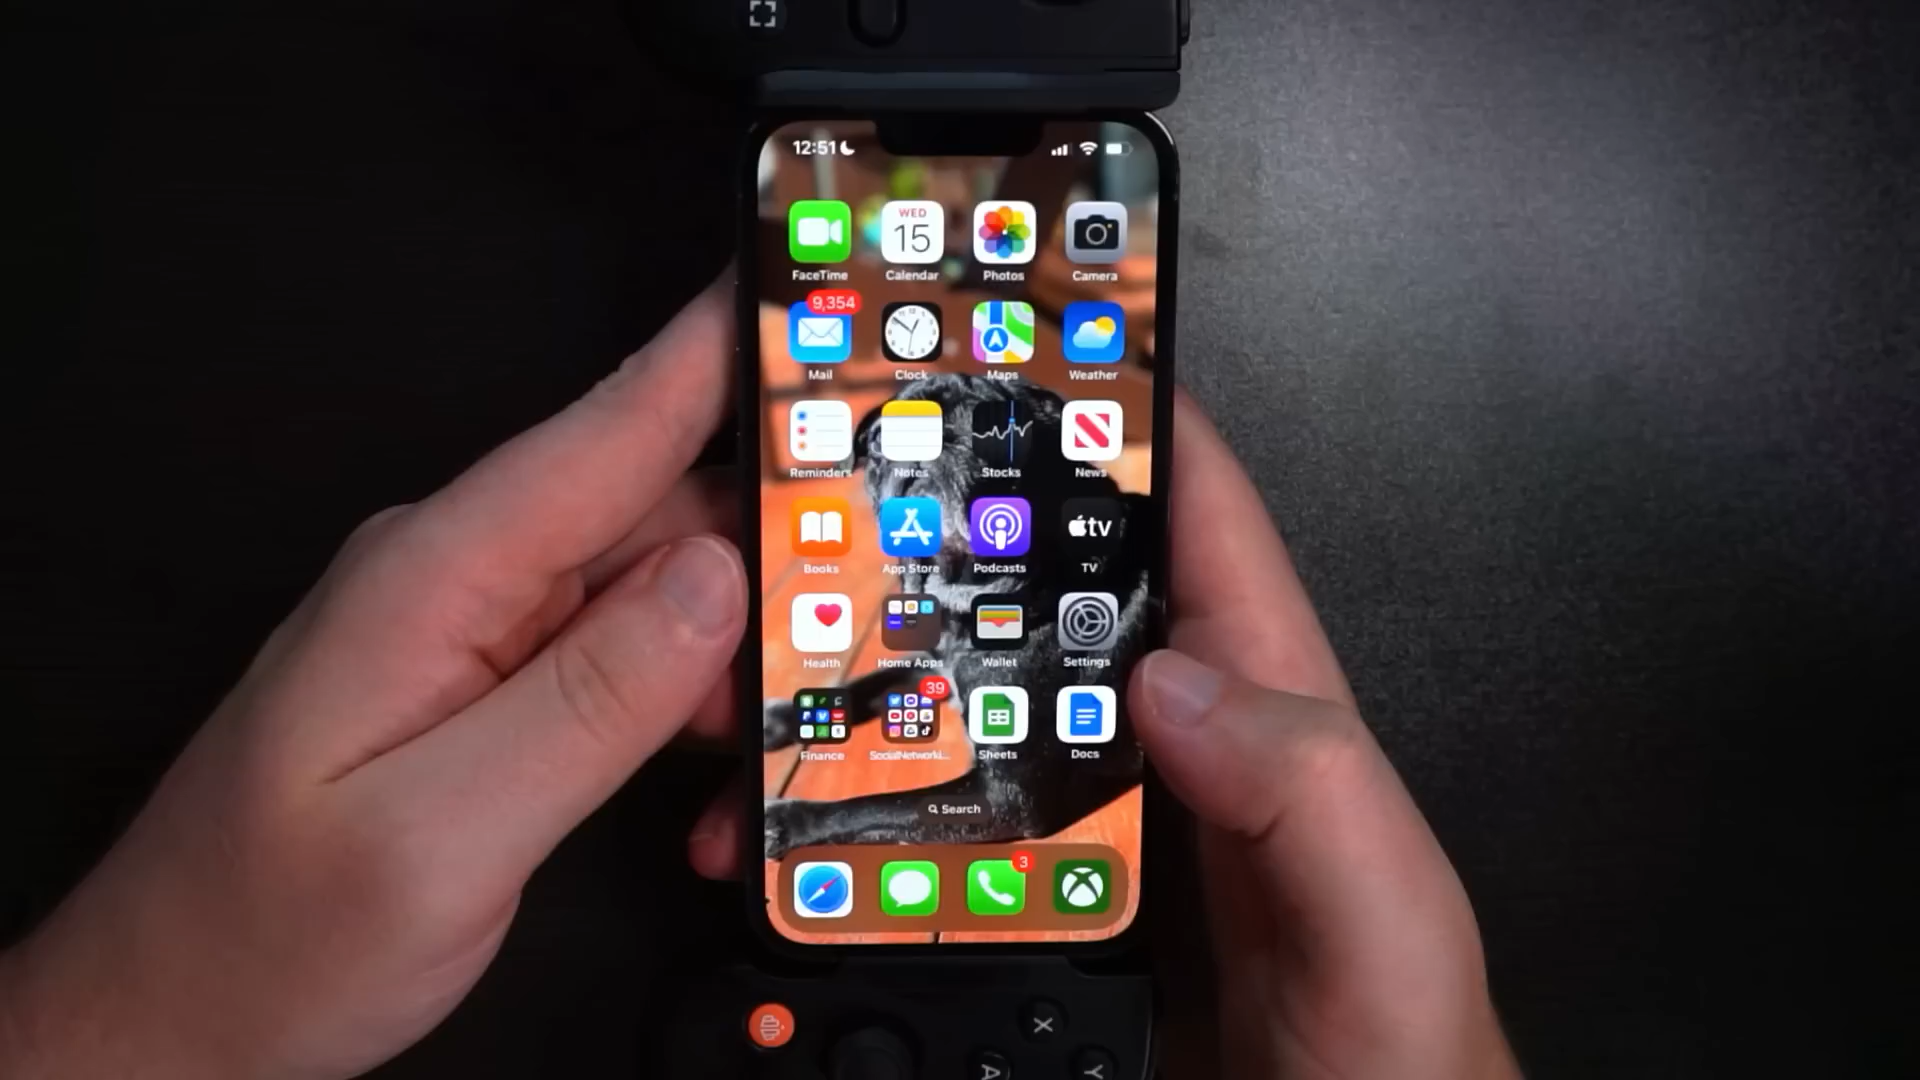 12:51
WED
15
FaceTime
Calendar
Photos
Camera
9,354
Mail
Clock
Maps
Weather
Reminders
Notes
Stocks
News
tv
Books
App Store
Podcasts
TV
Health
Home Apps
Wallet
Settings
39
Finance
SocialNetworki...
Sheets
Docs
Search
3
X
A
Y